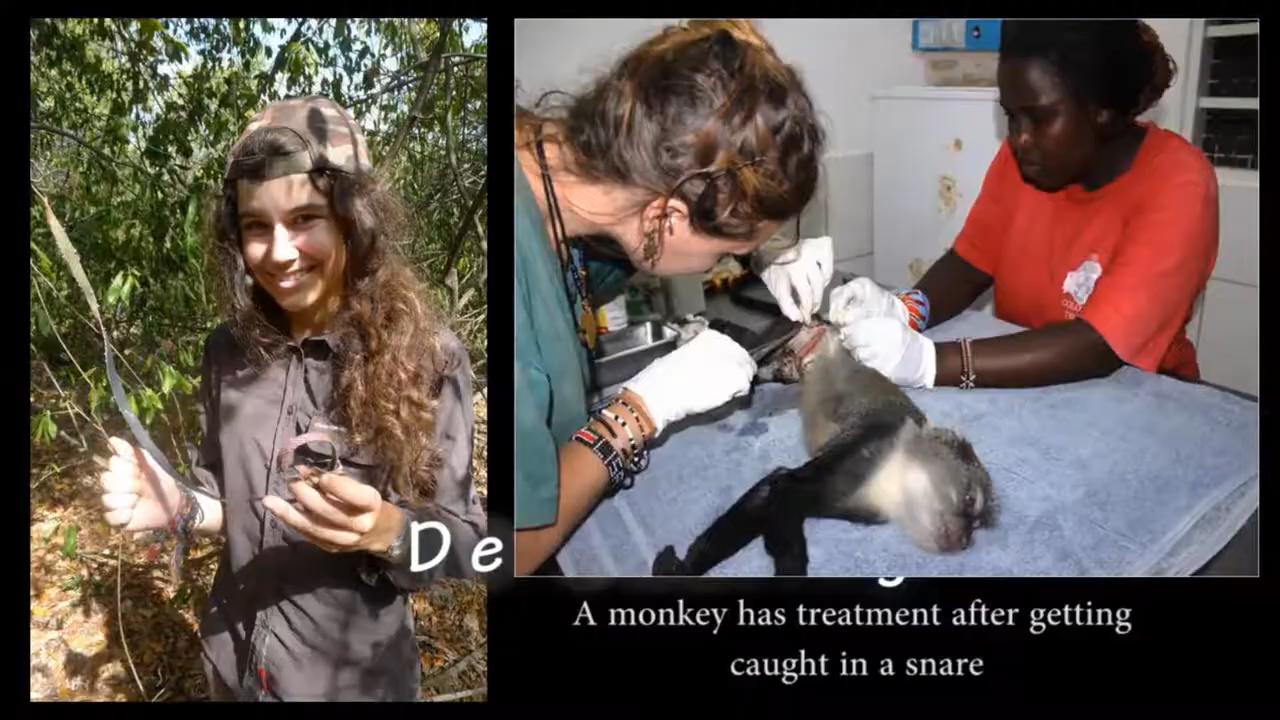 De
A monkey has treatment after getting
caught in a snare